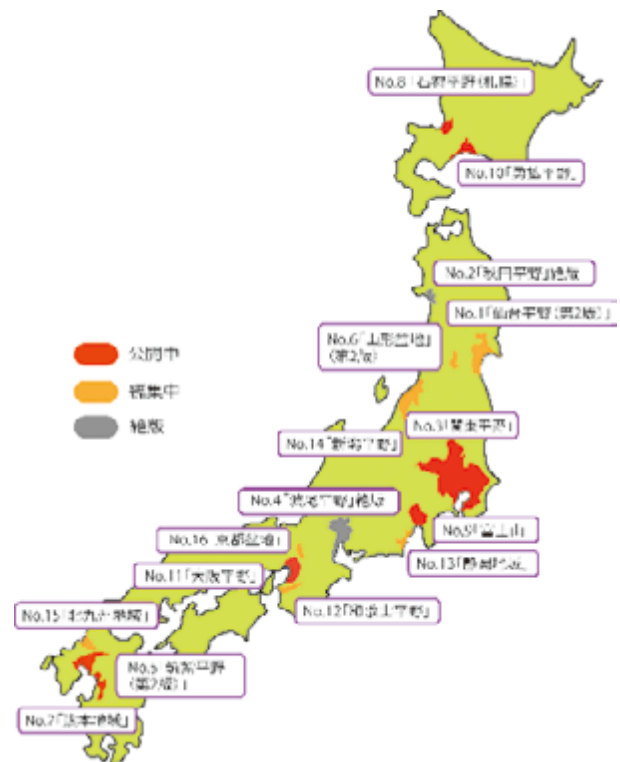 No.8「石狩平野(札幌)」
No.10「勇払平野」
No.2「秋田平野」絶版
No.1「仙台平野(第2版)」
No.6「山形盆地」
(第2版)
公開中
編集中
絶版
No.3「関東平野」
No.14「新潟平野」
No.4「濃尾平野」絶版
No.9「富士山」
No.16「京都盆地」
No.13「静岡地域」
No.11「大阪平野」
No.12「和歌山平野」
No.15「北九州地域」
No.5「筑紫平野
(第2版)」
No.7「熊本地域」